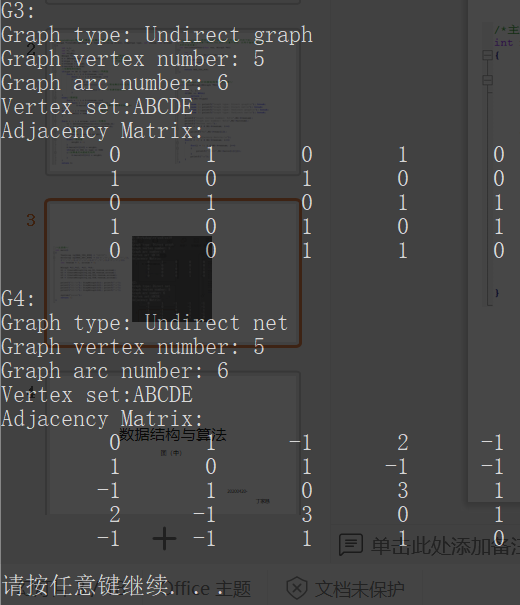 G3:
Graph type: Undirect graph
Graph vertex number: 5
Graph arc number: 6
Vertex set:ABCDE
Adjacency Matrix:
0 1 0 1 0
1 0 1 0 0
0 1 0 1 1
1 0 1 0 1
0 0 1 1 0
G4:
Graph type: Undirect net
Graph vertex number: 5
Graph arc number: 6
Vertex set:ABCDE
Adjacency Matrix:
0 1 -1 2 -1
1 0 1 -1 -1
-1 1 0 3 1
2 -1 3 0 1
-1 -1 1 1 0
请按任意键继续. . .
2
3
数据结构与算法
/*主
int
{
}
单击此处添加备注
Office 主题
文档未保护